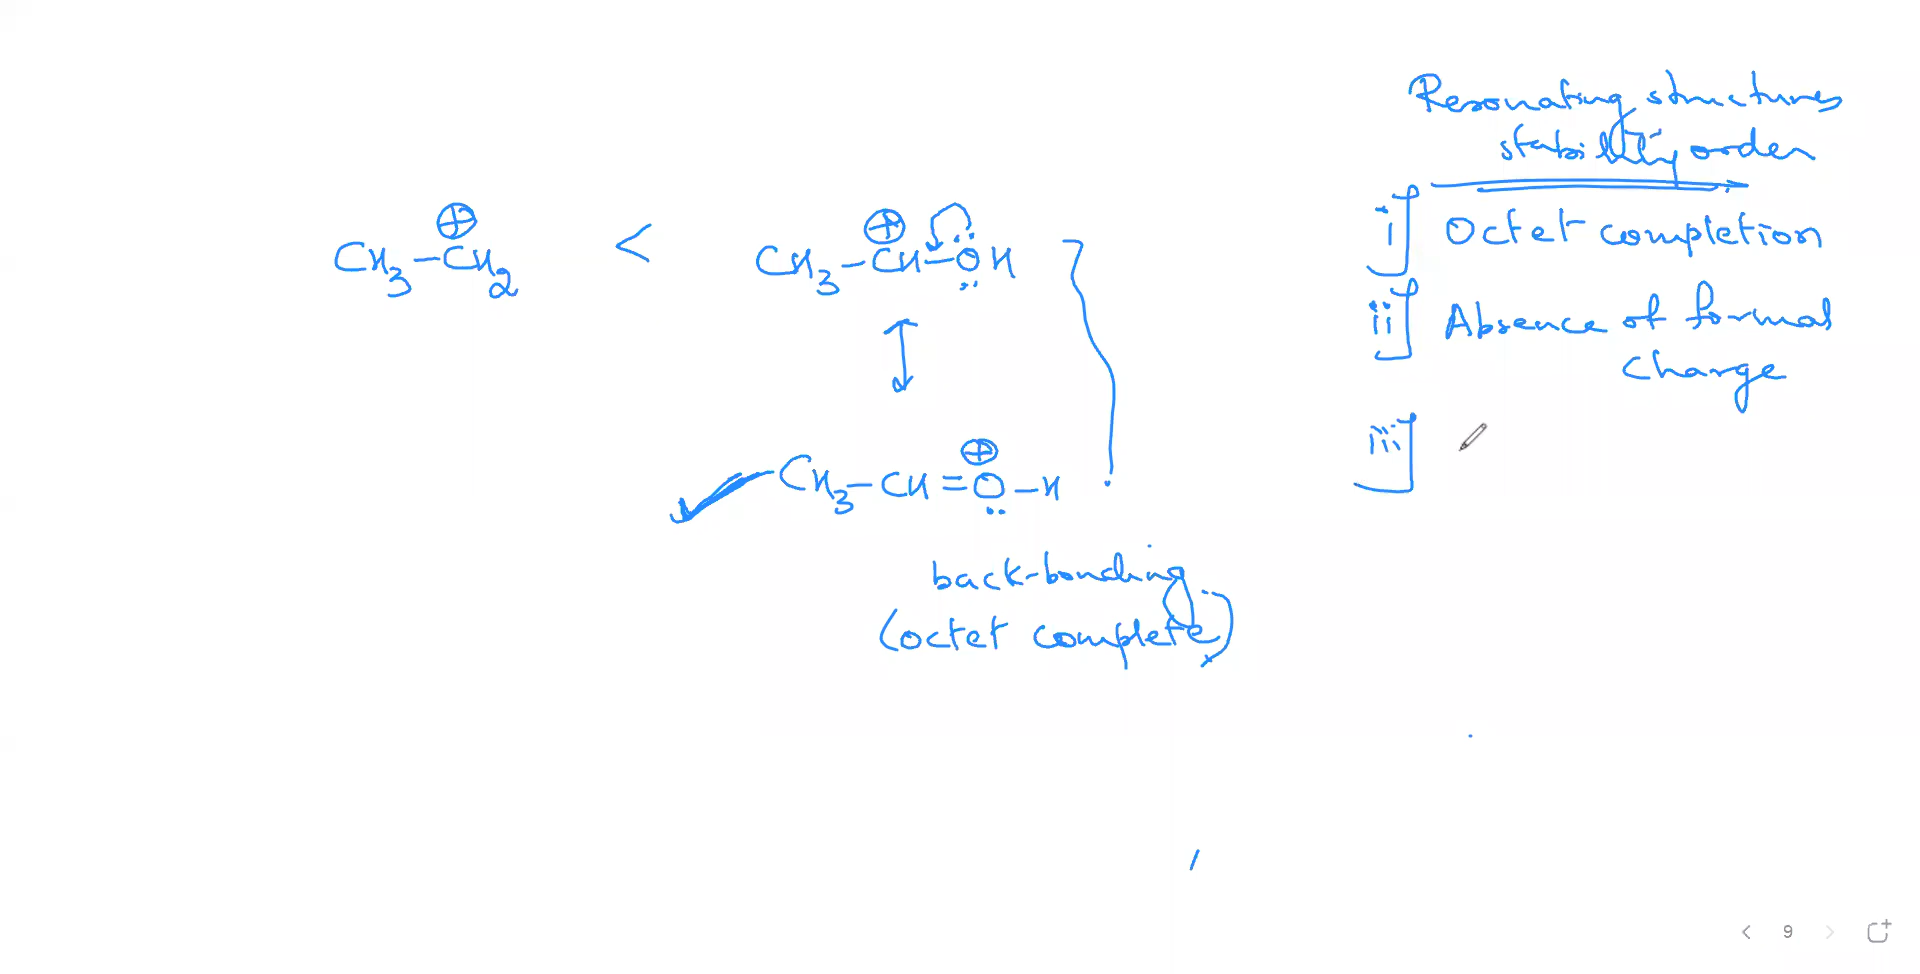 Resonating structures
stability order
CH3-CH2 ⊕ < CH3-CH-OH ⊕
i] Octet completion
ii] Absence of formal
charge
iii]
CH3-CH=O-H ⊕
back-bonding
(octet complete)
9